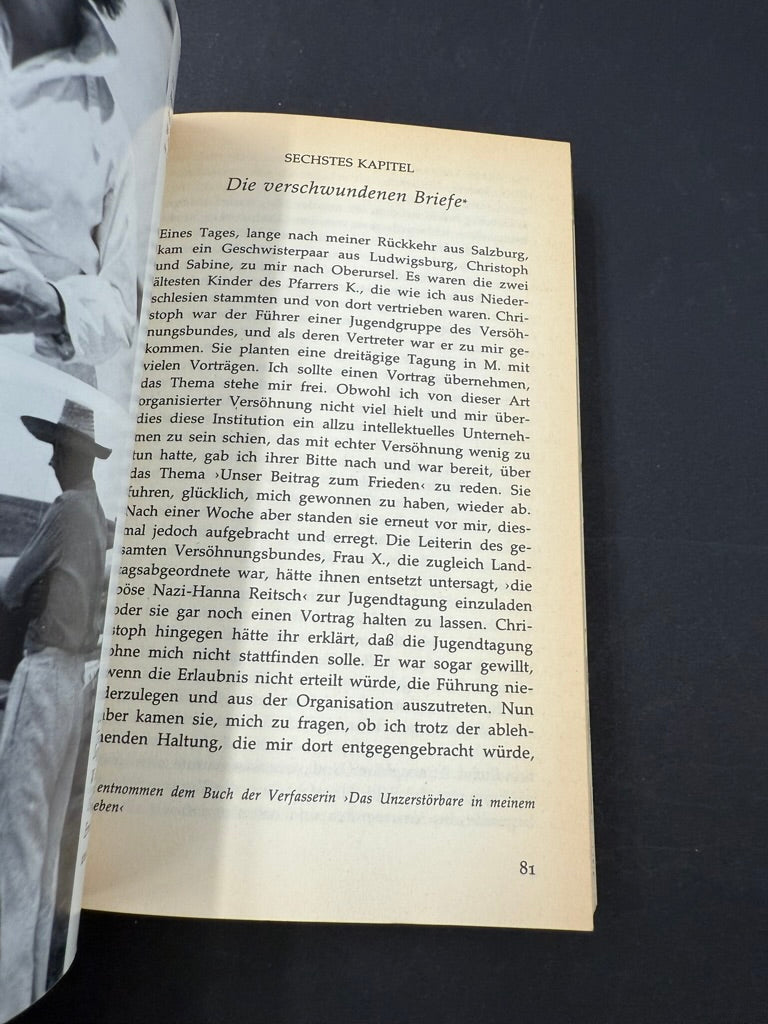 SECHSTES KAPITEL
Die verschwundenen Briefe*
Eines Tages, lange nach meiner Rückkehr aus Salzburg,
kam ein Geschwisterpaar aus Ludwigsburg, Christoph
und Sabine, zu mir nach Oberursel. Es waren die zwei
ältesten Kinder des Pfarrers K., die wie ich aus Nieder-
schlesien stammten und von dort vertrieben waren. Chri-
stoph war der Führer einer Jugendgruppe des Versöh-
nungsbundes, und als deren Vertreter war er zu mir ge-
kommen. Sie planten eine dreitägige Tagung in M. mit
vielen Vorträgen. Ich sollte einen Vortrag übernehmen,
das Thema stehe mir frei. Obwohl ich von dieser Art
organisierter Versöhnung nicht viel hielt und mir über-
dies diese Institution ein allzu intellektuelles Unterneh-
men zu sein schien, das mit echter Versöhnung wenig zu
tun hatte, gab ich ihrer Bitte nach und war bereit, über
das Thema ›Unser Beitrag zum Frieden‹ zu reden. Sie
fuhren, glücklich, mich gewonnen zu haben, wieder ab.
Nach einer Woche aber standen sie erneut vor mir, dies-
mal jedoch aufgebracht und erregt. Die Leiterin des ge-
samten Versöhnungsbundes, Frau X., die zugleich Land-
tagsabgeordnete war, hätte ihnen entsetzt untersagt, ›die
böse Nazi-Hanna Reitsch‹ zur Jugendtagung einzuladen
oder sie gar noch einen Vortrag halten zu lassen. Chri-
stoph hingegen hätte ihr erklärt, daß die Jugendtagung
ohne mich nicht stattfinden solle. Er war sogar gewillt,
wenn die Erlaubnis nicht erteilt würde, die Führung nie-
derzulegen und aus der Organisation auszutreten. Nun
aber kamen sie, mich zu fragen, ob ich trotz der ableh-
nenden Haltung, die mir dort entgegengebracht würde,
entnommen dem Buch der Verfasserin ›Das Unzerstörbare in meinem
eben‹
81